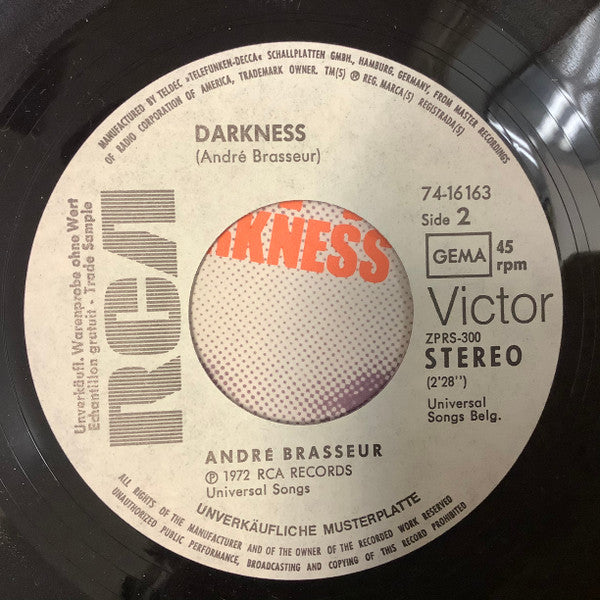 MANUFACTURED BY TELDEC »TELEFUNKEN-DECCA« SCHALLPLATTEN GMBH., HAMBURG, GERMANY, FROM MASTER RECORDINGS
OF RADIO CORPORATION OF AMERICA, TRADEMARK OWNER. TM(S) ® REG. MARCA(S) REGISTRADA(S)
DARKNESS
(André Brasseur)
74-16163
Side 2
GEMA
45
rpm
Victor
ZPRS-300
STEREO
(2'28'')
Universal
Songs Belg.
RCA
Unverkäufl. Warenprobe ohne Wert
Echantillon gratuit - Trade Sample
KNESS
ANDRÉ BRASSEUR
℗ 1972 RCA RECORDS
Universal Songs
UNVERKÄUFLICHE MUSTERPLATTE
ALL RIGHTS OF THE MANUFACTURER AND OF THE OWNER OF THE RECORDED WORK RESERVED
UNAUTHORIZED PUBLIC PERFORMANCE, BROADCASTING AND COPYING OF THIS RECORD PROHIBITED